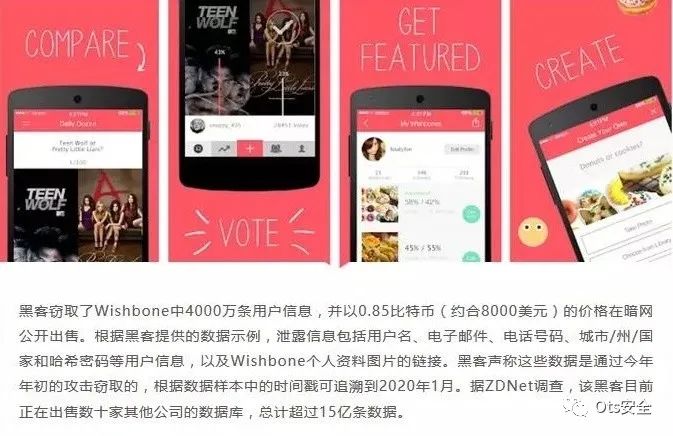 COMPARE
Daily Dozen
Teen Wolf or
Pretty Little Liars?
1/100
TEEN
WOLF
TEEN
WOLF
43%
VOTE
GET
FEATURED
My Wishbones
Edit Profile
58% / 42%
45% / 55%
CREATE
Create Your Own
Donuts or cookies?
Take Photo
Choose from Library
黑客窃取了Wishbone中4000万条用户信息，并以0.85比特币（约合8000美元）的价格在暗网
公开出售。根据黑客提供的数据示例，泄露信息包括用户名、电子邮件、电话号码、城市/州/国
家和哈希密码等用户信息，以及Wishbone个人资料图片的链接。黑客声称这些数据是通过今年
年初的攻击窃取的，根据数据样本中的时间戳可追溯到2020年1月。据ZDNet调查，该黑客目前
正在出售数十家其他公司的数据库，总计超过15亿条数据。
Ots安全